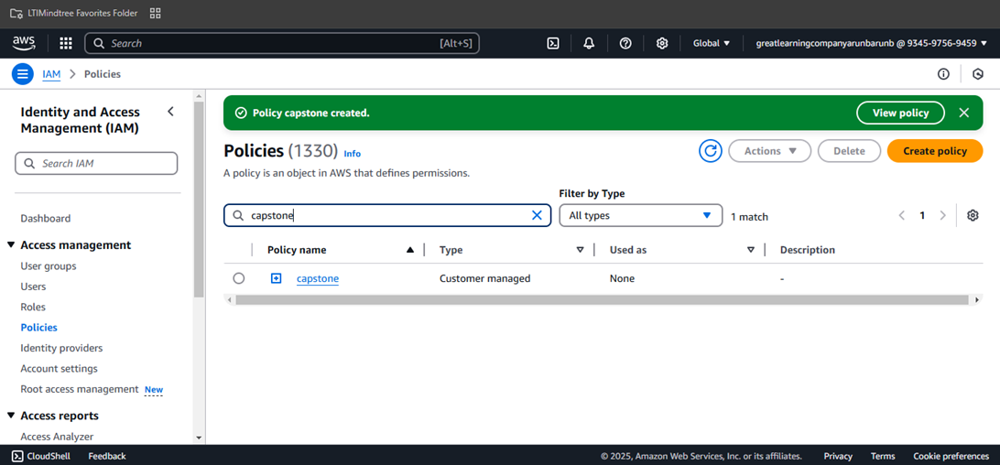 LTIMindtree Favorites Folder
aws Search [Alt+S] Global greatlearningcompanyarunbarunb @ 9345-9756-9459
IAM Policies
Identity and Access Management (IAM)
Search IAM
Dashboard
Access management
User groups
Users
Roles
Policies
Identity providers
Account settings
Root access management New
Access reports
Access Analyzer
Policy capstone created. View policy
Policies (1330) Info Actions Delete Create policy
A policy is an object in AWS that defines permissions.
Filter by Type
capstone All types 1 match 1
Policy name Type Used as Description
capstone Customer managed None -
CloudShell Feedback © 2025, Amazon Web Services, Inc. or its affiliates. Privacy Terms Cookie preferences